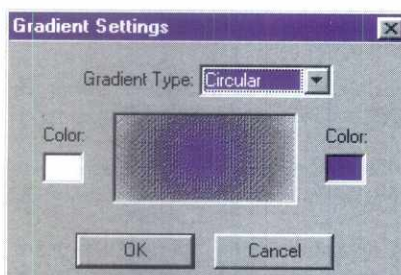 Gradient Settings
Gradient Type: Circular
Color:
Color:
OK
Cancel